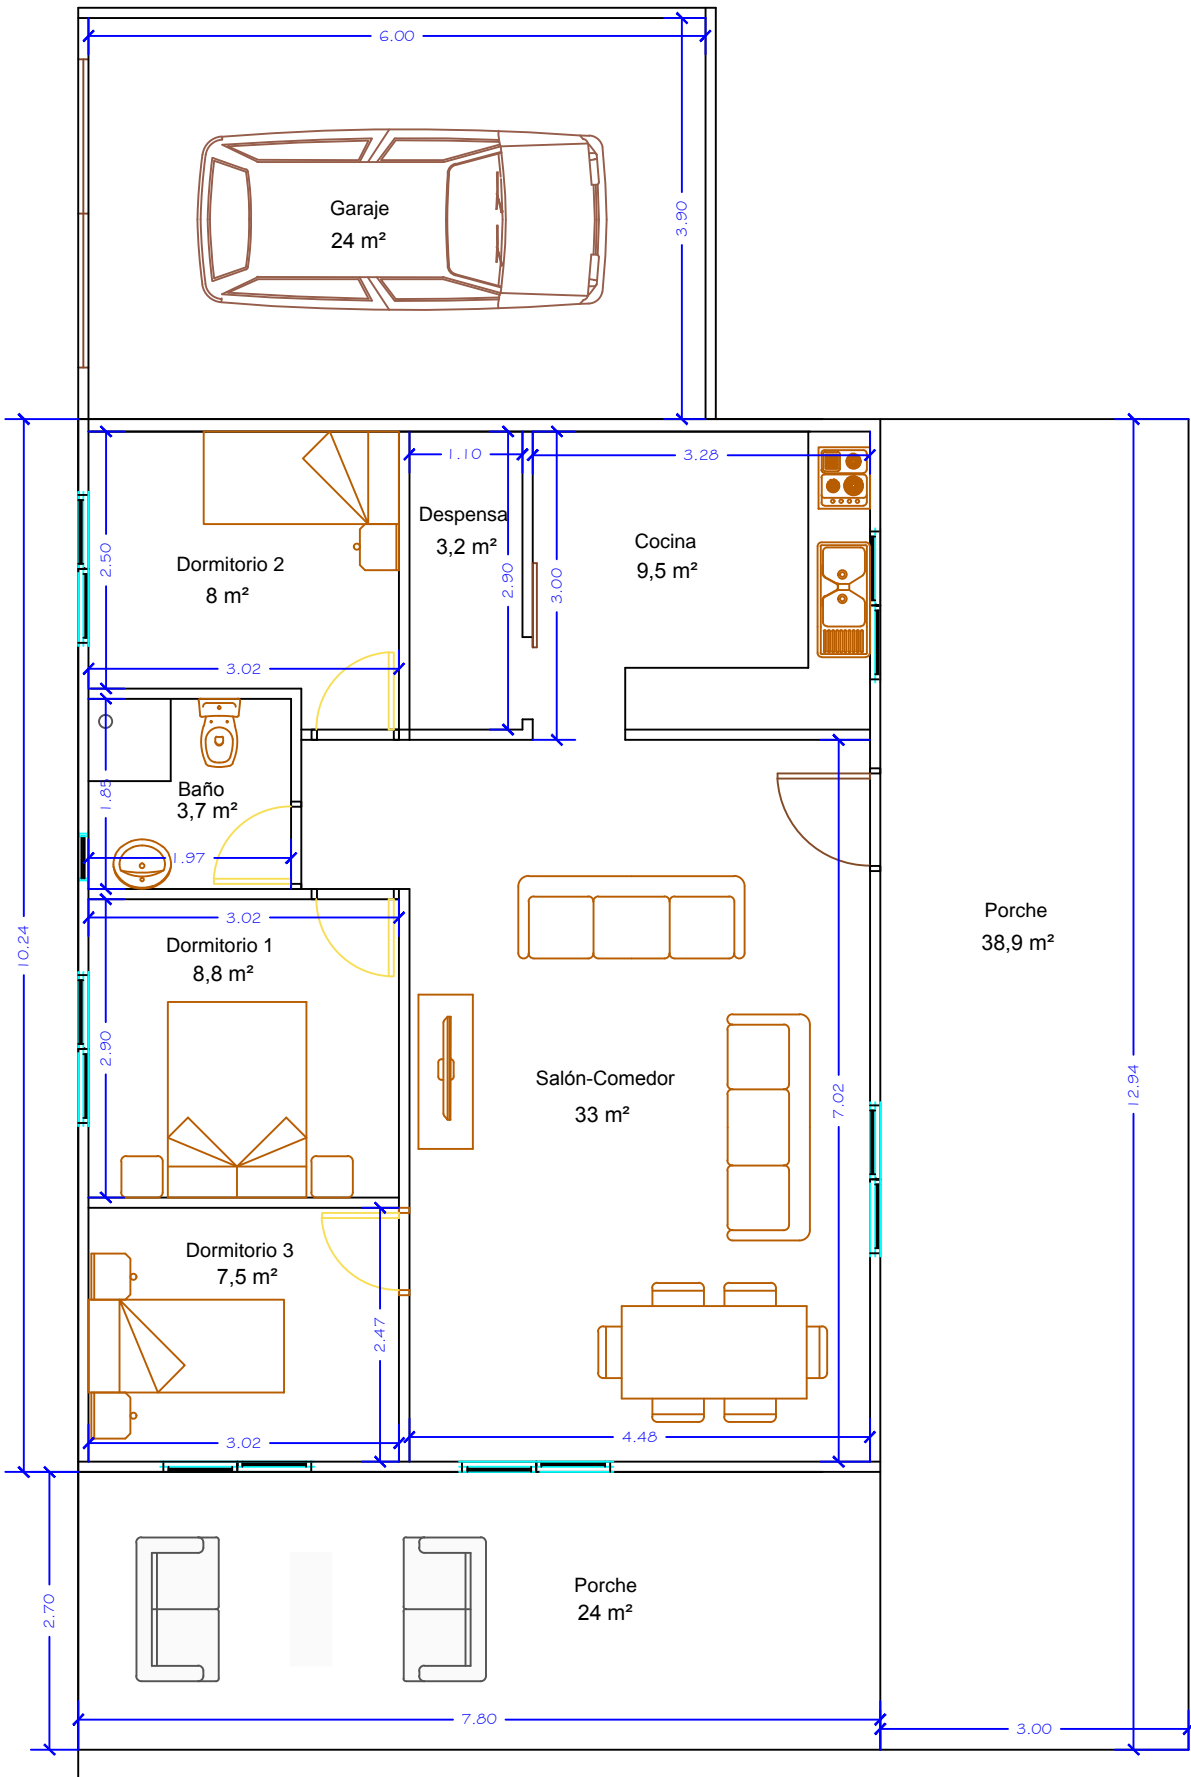 6.00
3.90
Garaje
24 m²
1.10
3.28
Despensa
3,2 m²
Cocina
9,5 m²
2.50
Dormitorio 2
8 m²
2.90
3.00
3.02
1.85
Baño
3,7 m²
1.97
3.02
10.24
Dormitorio 1
8,8 m²
Porche
38,9 m²
2.90
Salón-Comedor
33 m²
7.02
12.94
Dormitorio 3
7,5 m²
2.47
3.02
4.48
2.70
Porche
24 m²
7.80
3.00